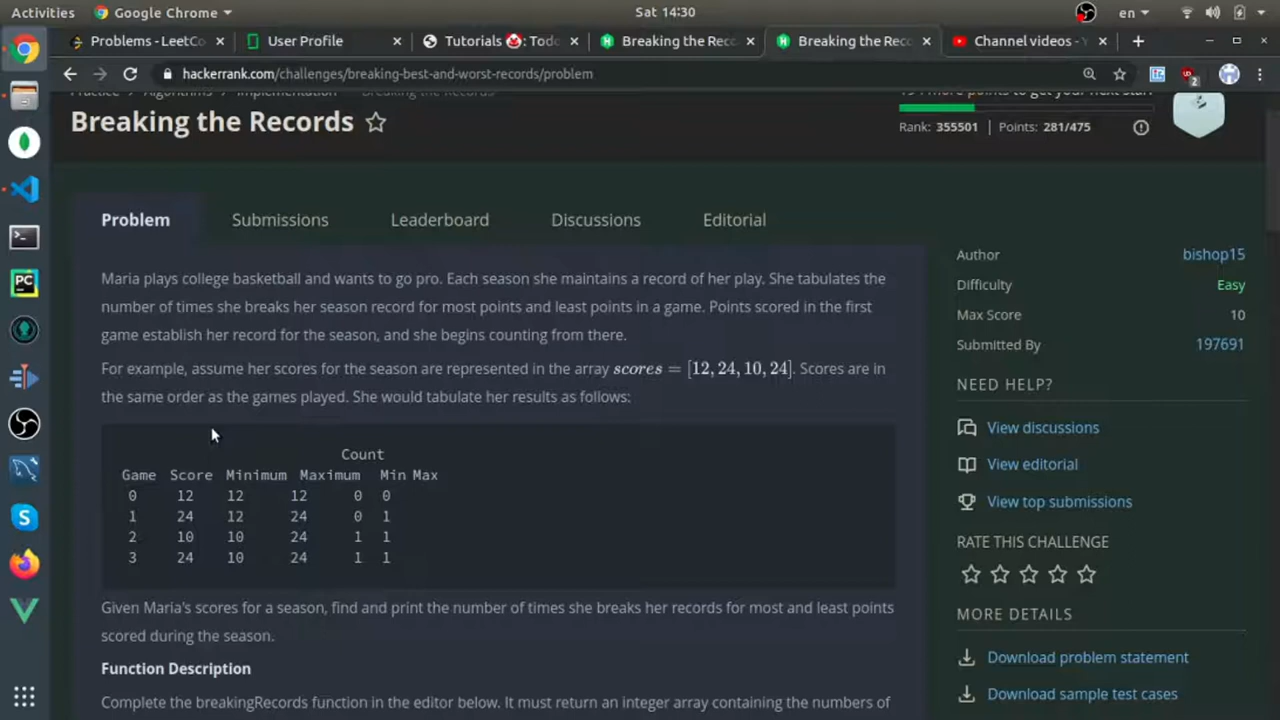 Activities Google Chrome Sat 14:30 en
Problems - LeetCo User Profile Tutorials 🤡: Todo Breaking the Reco Breaking the Reco Channel videos - Y
hackerrank.com/challenges/breaking-best-and-worst-records/problem 2
Practice Algorithms Implementation Breaking the Records
Breaking the Records
Rank: 355501 | Points: 281/475
Problem Submissions Leaderboard Discussions Editorial
Maria plays college basketball and wants to go pro. Each season she maintains a record of her play. She tabulates the
number of times she breaks her season record for most points and least points in a game. Points scored in the first
game establish her record for the season, and she begins counting from there.
For example, assume her scores for the season are represented in the array scores = [12, 24, 10, 24]. Scores are in
the same order as the games played. She would tabulate her results as follows:
Count
Game Score Minimum Maximum Min Max
0 12 12 12 0 0
1 24 12 24 0 1
2 10 10 24 1 1
3 24 10 24 1 1
Given Maria's scores for a season, find and print the number of times she breaks her records for most and least points
scored during the season.
Function Description
Complete the breakingRecords function in the editor below. It must return an integer array containing the numbers of
Author bishop15
Difficulty Easy
Max Score 10
Submitted By 197691
NEED HELP?
View discussions
View editorial
View top submissions
RATE THIS CHALLENGE
MORE DETAILS
Download problem statement
Download sample test cases
PC